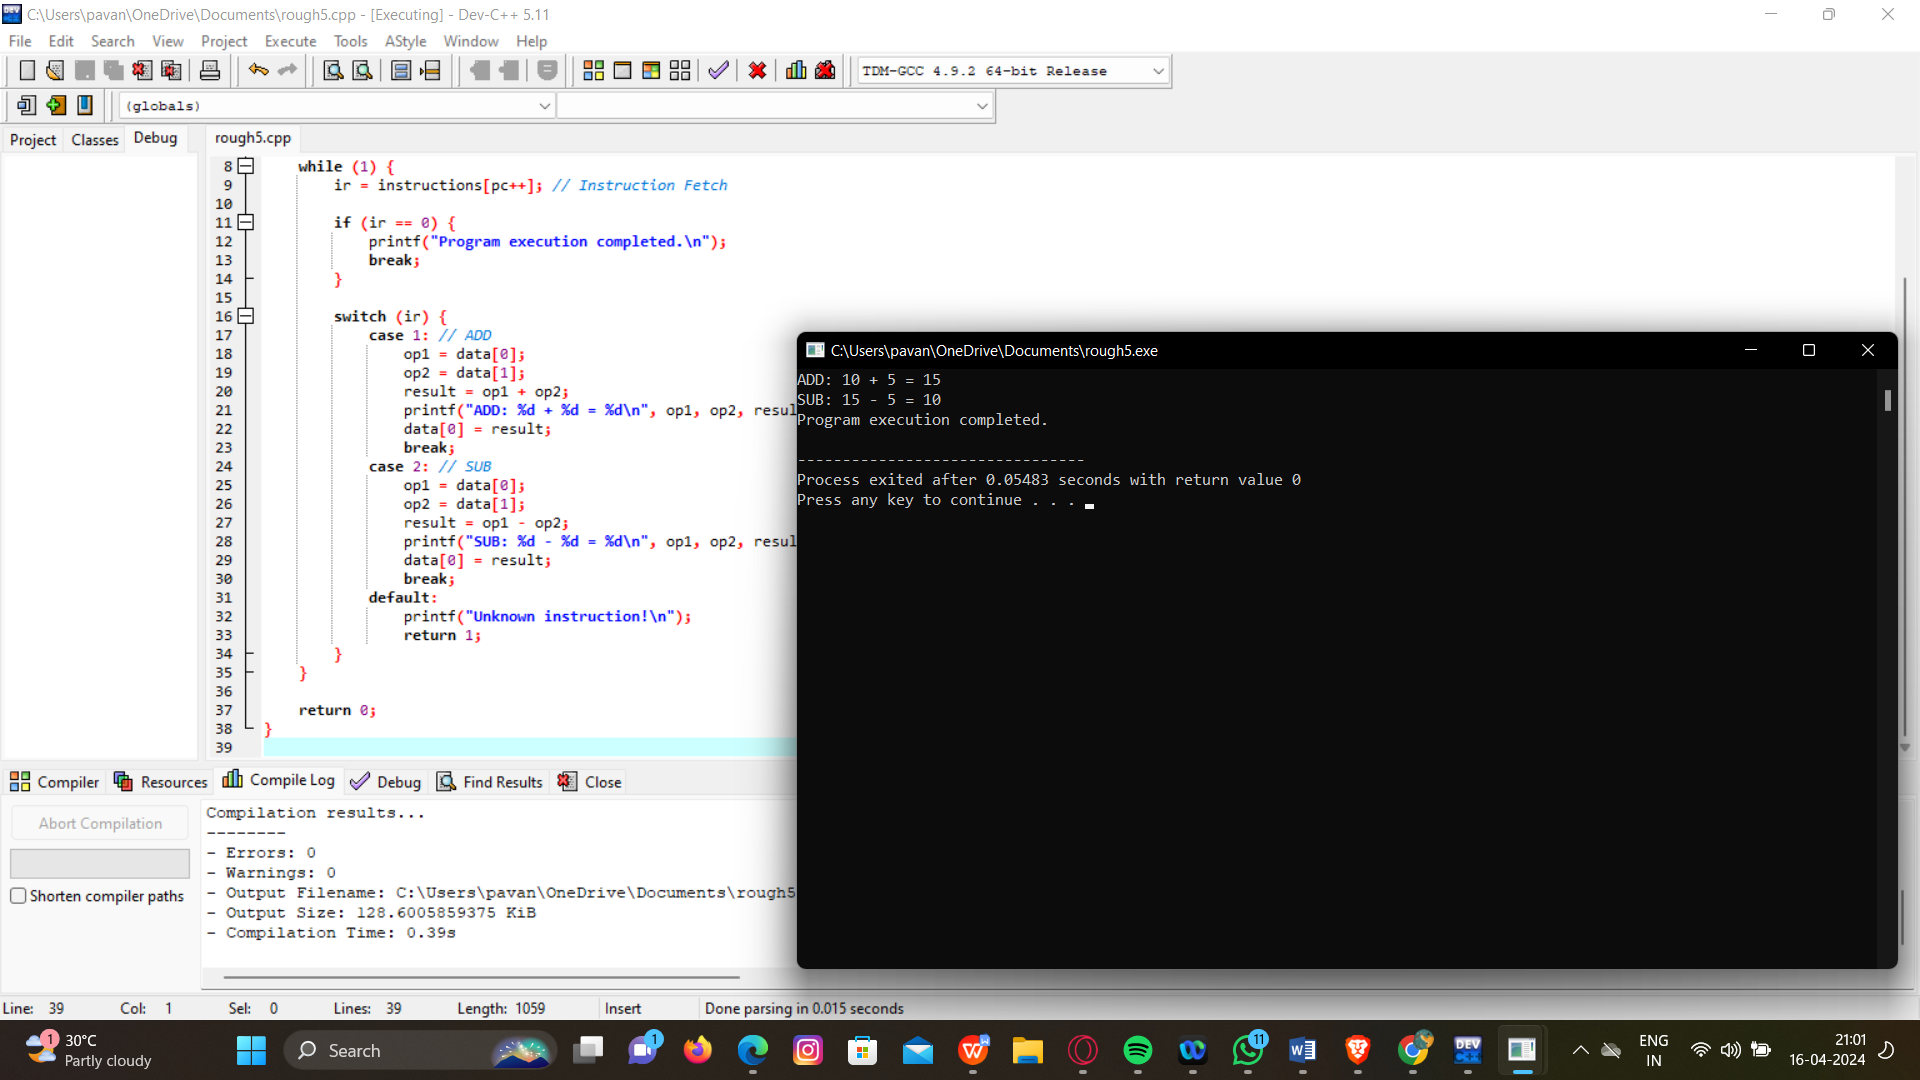 C:\Users\pavan\OneDrive\Documents\rough5.cpp - [Executing] - Dev-C++ 5.11
File Edit Search View Project Execute Tools AStyle Window Help
TDM-GCC 4.9.2 64-bit Release
(globals)
Project Classes Debug rough5.cpp
8 while (1) {
9 ir = instructions[pc++]; // Instruction Fetch
10
11 if (ir == 0) {
12 printf("Program execution completed.\n");
13 break;
14 }
15
16 switch (ir) {
17 case 1: // ADD
18 op1 = data[0];
19 op2 = data[1];
20 result = op1 + op2;
21 printf("ADD: %d + %d = %d\n", op1, op2, resul
22 data[0] = result;
23 break;
24 case 2: // SUB
25 op1 = data[0];
26 op2 = data[1];
27 result = op1 - op2;
28 printf("SUB: %d - %d = %d\n", op1, op2, resul
29 data[0] = result;
30 break;
31 default:
32 printf("Unknown instruction!\n");
33 return 1;
34 }
35 }
36
37 return 0;
38 }
39
C:\Users\pavan\OneDrive\Documents\rough5.exe
ADD: 10 + 5 = 15
SUB: 15 - 5 = 10
Program execution completed.
--------------------------------
Process exited after 0.05483 seconds with return value 0
Press any key to continue . . .
Compiler Resources Compile Log Debug Find Results Close
Abort Compilation
Shorten compiler paths
Compilation results...
--------
- Errors: 0
- Warnings: 0
- Output Filename: C:\Users\pavan\OneDrive\Documents\rough5
- Output Size: 128.6005859375 KiB
- Compilation Time: 0.39s
Line: 39 Col: 1 Sel: 0 Lines: 39 Length: 1059 Insert Done parsing in 0.015 seconds
1
30°C
Partly cloudy
Search
1
11
DEV
ENG
IN
21:01
16-04-2024